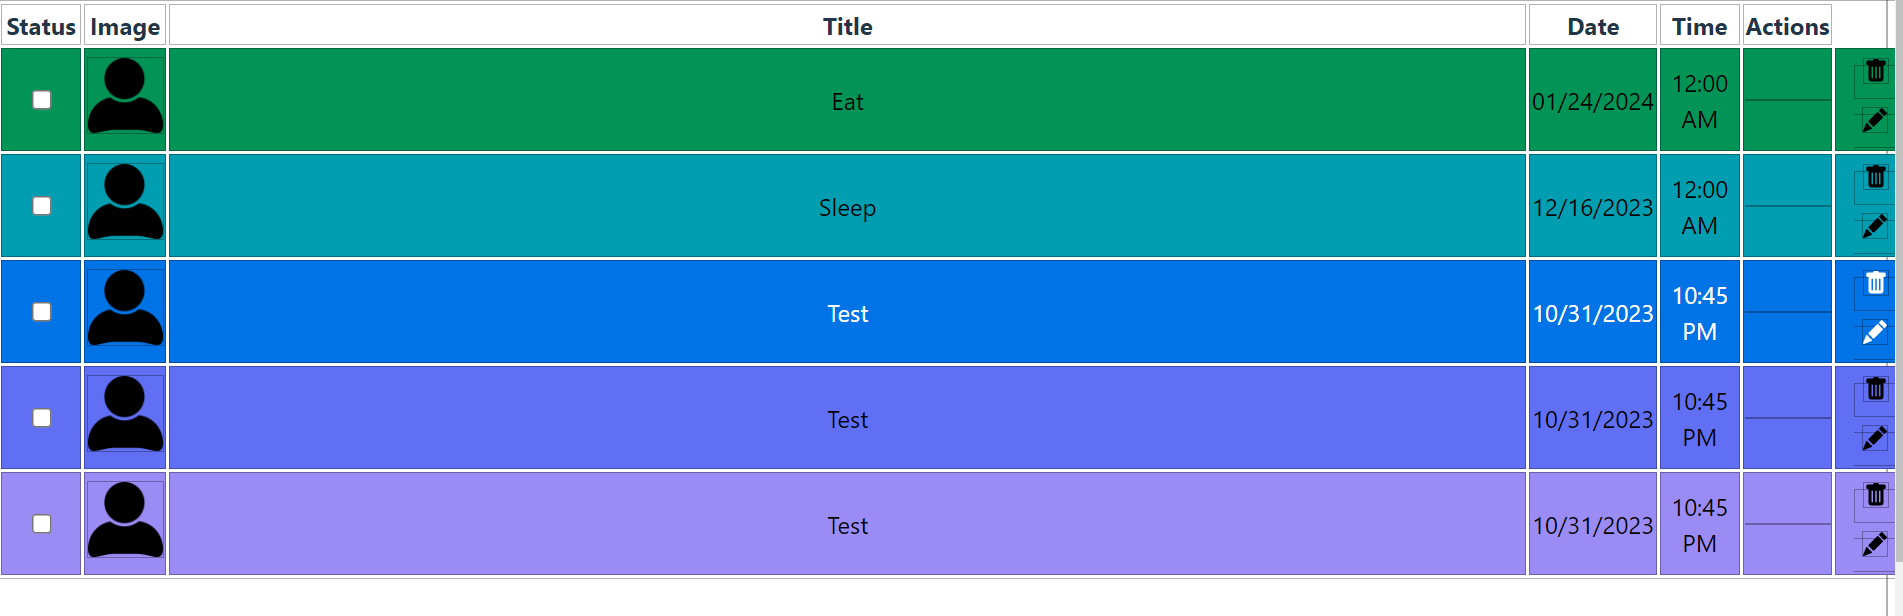 Status Image Title Date Time Actions
Eat 01/24/2024 12:00
AM
Sleep 12/16/2023 12:00
AM
Test 10/31/2023 10:45
PM
Test 10/31/2023 10:45
PM
Test 10/31/2023 10:45
PM